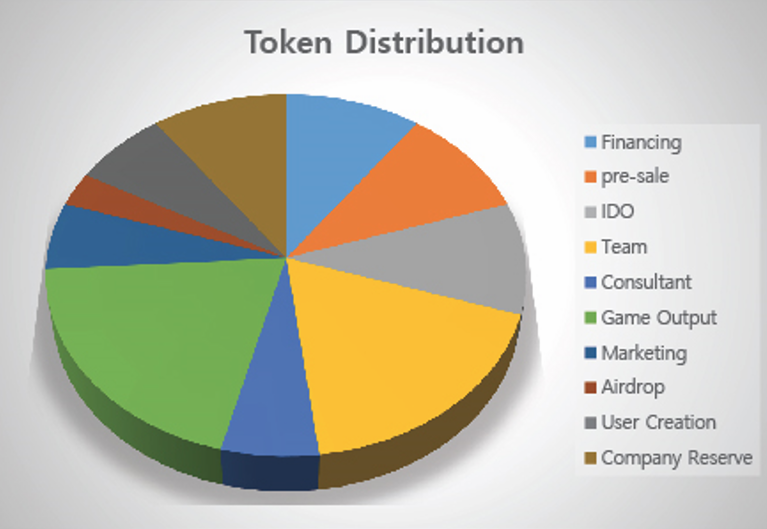 Token Distribution
Financing
pre-sale
IDO
Team
Consultant
Game Output
Marketing
Airdrop
User Creation
Company Reserve